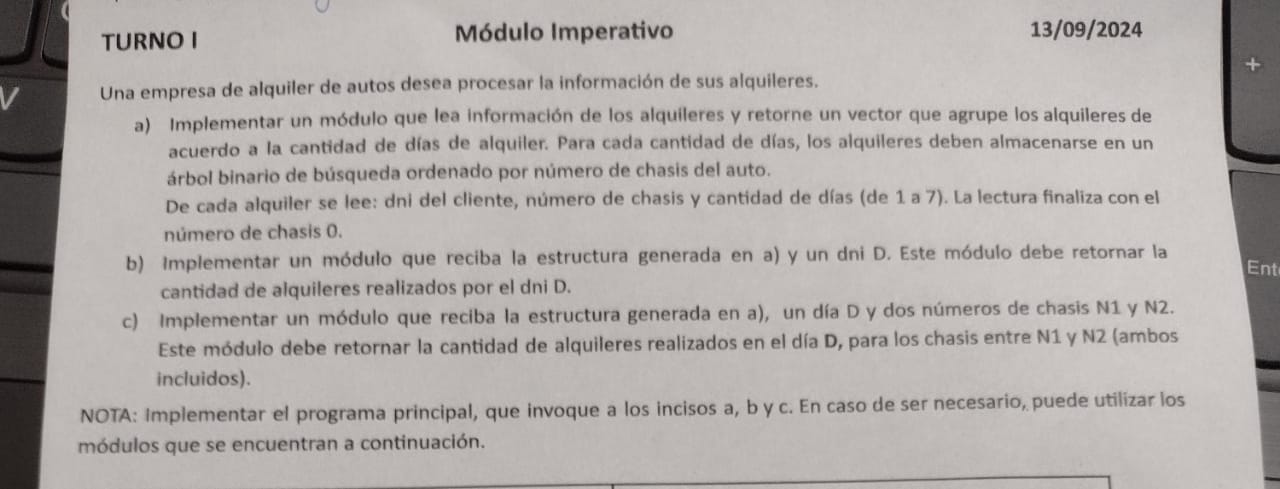 TURNO I Módulo Imperativo 13/09/2024
Una empresa de alquiler de autos desea procesar la información de sus alquileres.
a) Implementar un módulo que lea información de los alquileres y retorne un vector que agrupe los alquileres de
acuerdo a la cantidad de días de alquiler. Para cada cantidad de días, los alquileres deben almacenarse en un
árbol binario de búsqueda ordenado por número de chasis del auto.
De cada alquiler se lee: dni del cliente, número de chasis y cantidad de días (de 1 a 7). La lectura finaliza con el
número de chasis 0.
b) Implementar un módulo que reciba la estructura generada en a) y un dni D. Este módulo debe retornar la
cantidad de alquileres realizados por el dni D.
c) Implementar un módulo que reciba la estructura generada en a), un día D y dos números de chasis N1 y N2.
Este módulo debe retornar la cantidad de alquileres realizados en el día D, para los chasis entre N1 y N2 (ambos
incluidos).
NOTA: Implementar el programa principal, que invoque a los incisos a, b y c. En caso de ser necesario, puede utilizar los
módulos que se encuentran a continuación.
V
+
Ent